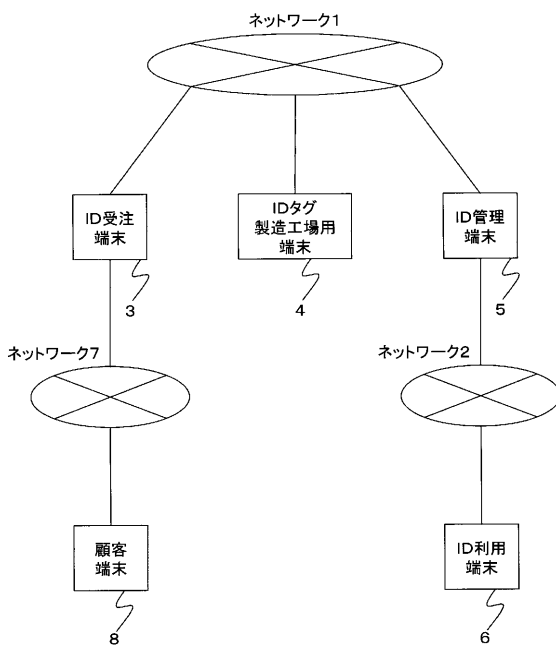 ネットワーク1
ID受注
端末
3
IDタグ
製造工場用
端末
4
ID管理
端末
5
ネットワーク7
ネットワーク2
顧客
端末
8
ID利用
端末
6